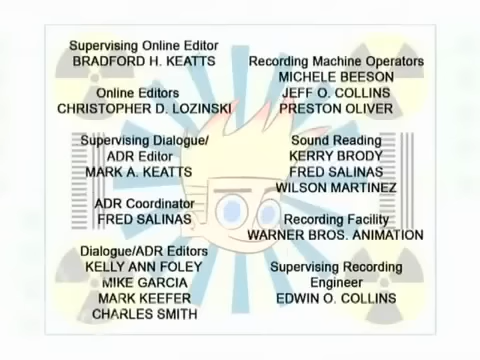 Supervising Online Editor
BRADFORD H. KEATTS
Online Editors
CHRISTOPHER D. LOZINSKI
Supervising Dialogue/
ADR Editor
MARK A. KEATTS
ADR Coordinator
FRED SALINAS
Dialogue/ADR Editors
KELLY ANN FOLEY
MIKE GARCIA
MARK KEEFER
CHARLES SMITH
Recording Machine Operators
MICHELE BEESON
JEFF O. COLLINS
PRESTON OLIVER
Sound Reading
KERRY BRODY
FRED SALINAS
WILSON MARTINEZ
Recording Facility
WARNER BROS. ANIMATION
Supervising Recording
Engineer
EDWIN O. COLLINS